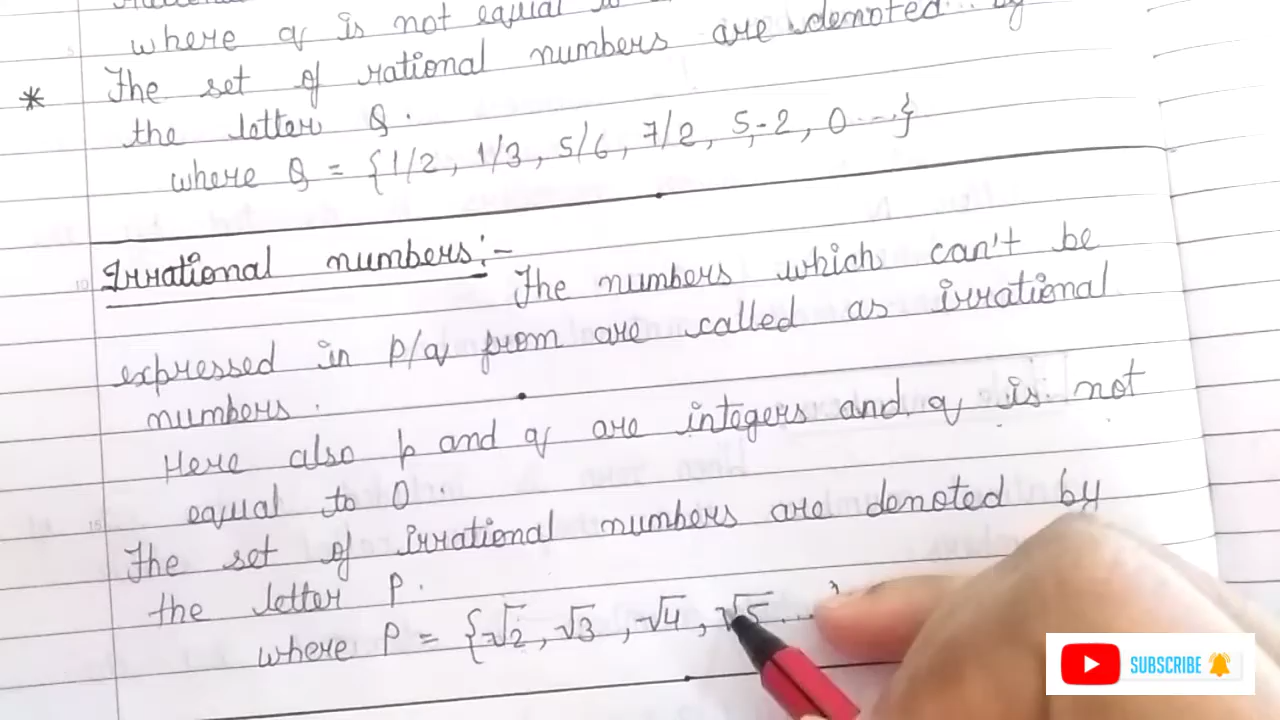 where q is not equal to
* The set of rational numbers are denoted by
the letter Q.
where Q = {1/2, 1/3, 5/6, 7/2, 5,-2, 0 ...}
Irrational numbers:- The numbers which can't be
expressed in p/q from are called as irrational
numbers.
Here also p and q are integers and q is not
equal to 0.
The set of irrational numbers are denoted by
the letter P.
where P = {√2, √3, √4, √5 ...}
SUBSCRIBE